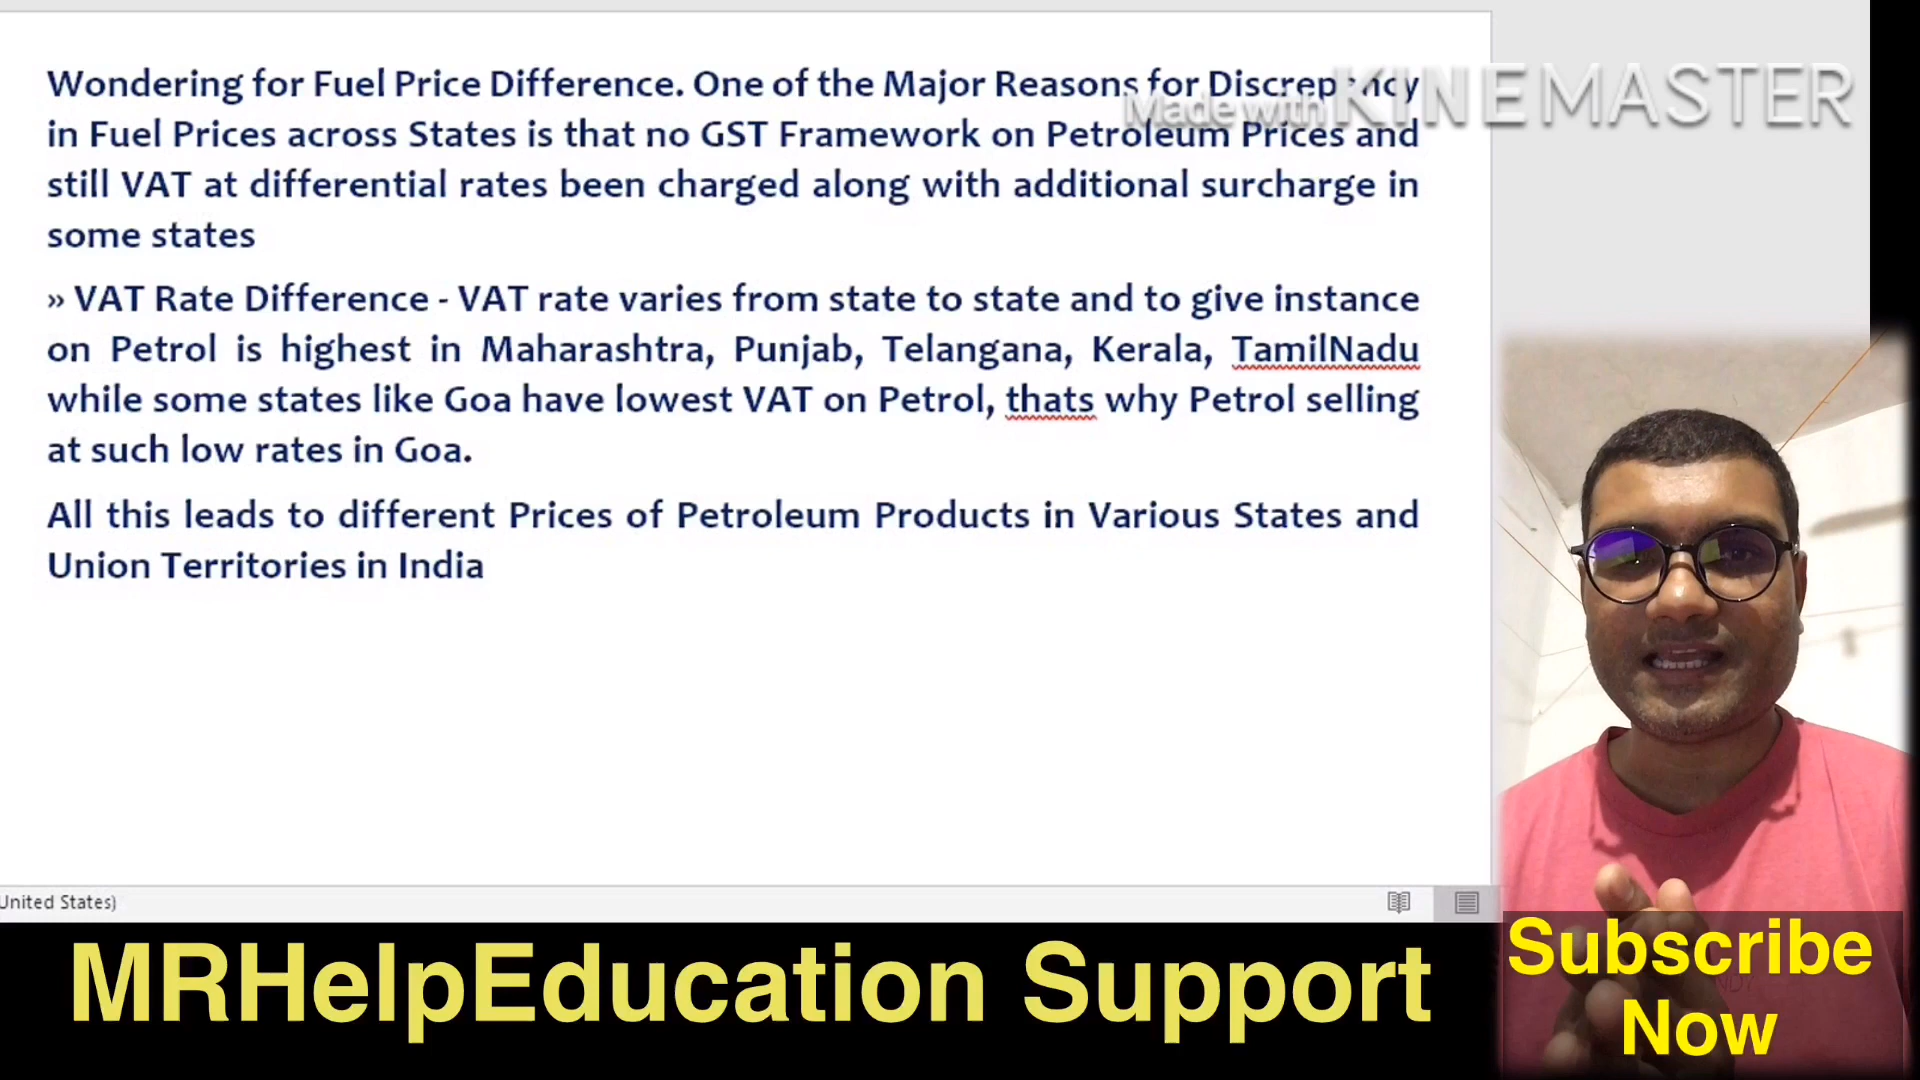 Wondering for Fuel Price Difference. One of the Major Reasons for Discrepancy
in Fuel Prices across States is that no GST Framework on Petroleum Prices and
still VAT at differential rates been charged along with additional surcharge in
some states
» VAT Rate Difference - VAT rate varies from state to state and to give instance
on Petrol is highest in Maharashtra, Punjab, Telangana, Kerala, TamilNadu
while some states like Goa have lowest VAT on Petrol, thats why Petrol selling
at such low rates in Goa.
All this leads to different Prices of Petroleum Products in Various States and
Union Territories in India
Made with KINEMASTER
United States)
MRHelpEducation Support
Subscribe
Now